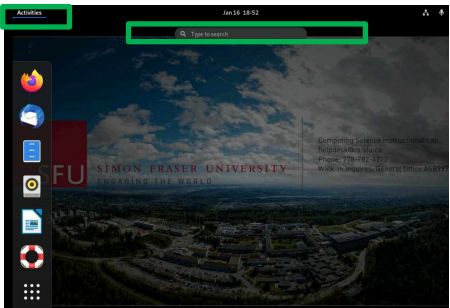 Activities
Jan 16 18:52
Type to search
SFU
SIMON FRASER UNIVERSITY
ENGAGING THE WORLD
Computing Science Instructional Lab
Phone: 778-782-
Walk-in inquires: General Office